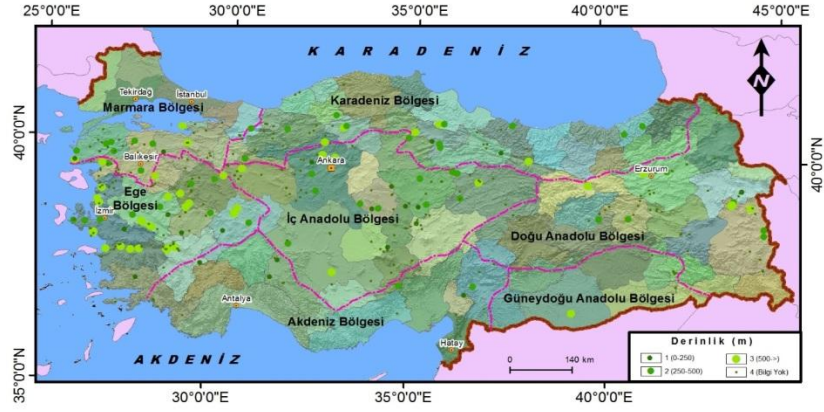 25°0'0"E 30°0'0"E 35°0'0"E 40°0'0"E 45°0'0"E
KARADENİZ
N
Tekirdağ
İstanbul
Marmara Bölgesi
Karadeniz Bölgesi
40°0'0"N
40°0'0"N
Balıkesir
Ankara
Erzurum
Ege
Bölgesi
İzmir
İç Anadolu Bölgesi
Doğu Anadolu Bölgesi
Antalya
Güneydoğu Anadolu Bölgesi
Akdeniz Bölgesi
Hatay
AKDENİZ
0 140 km
Derinlik (m)
1 (0-250) 3 (500->)
2 (250-500) 4 (Bilgi Yok)
35°0'0"N
35°0'0"N
30°0'0"E 35°0'0"E 40°0'0"E